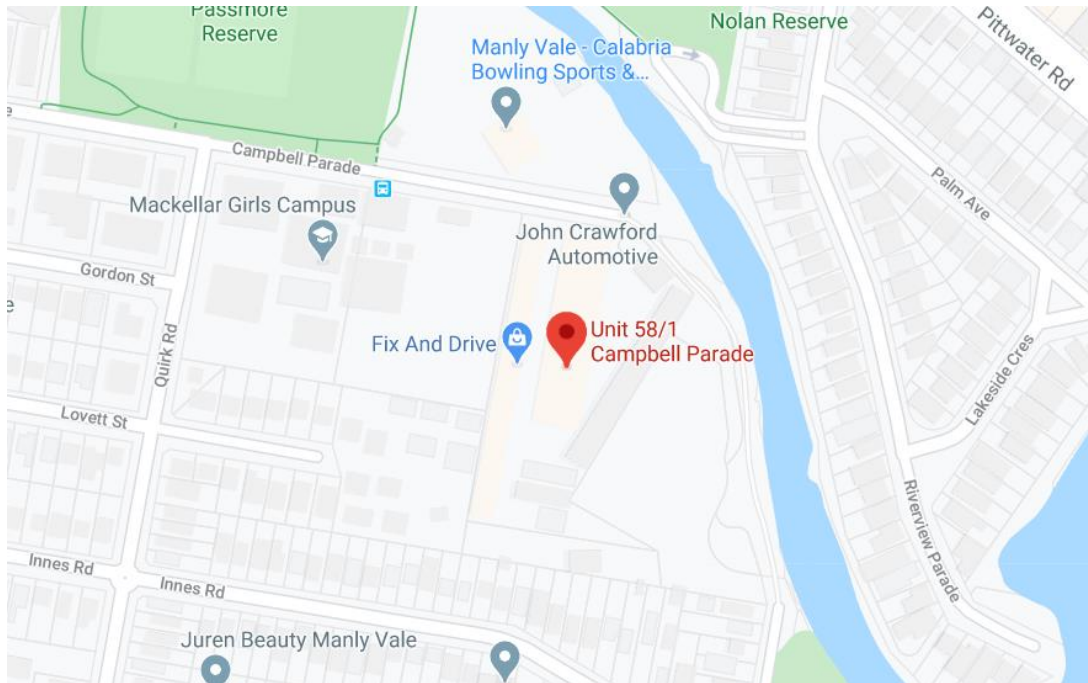 Passmore
Reserve
Nolan Reserve
Pittwater Rd
Manly Vale - Calabria
Bowling Sports &...
Campbell Parade
Palm Ave
Mackellar Girls Campus
John Crawford
Automotive
Gordon St
e
Quirk Rd
Fix And Drive
Unit 58/1
Campbell Parade
Lakeside Cres
Lovett St
Riverview Parade
Innes Rd
Innes Rd
Juren Beauty Manly Vale